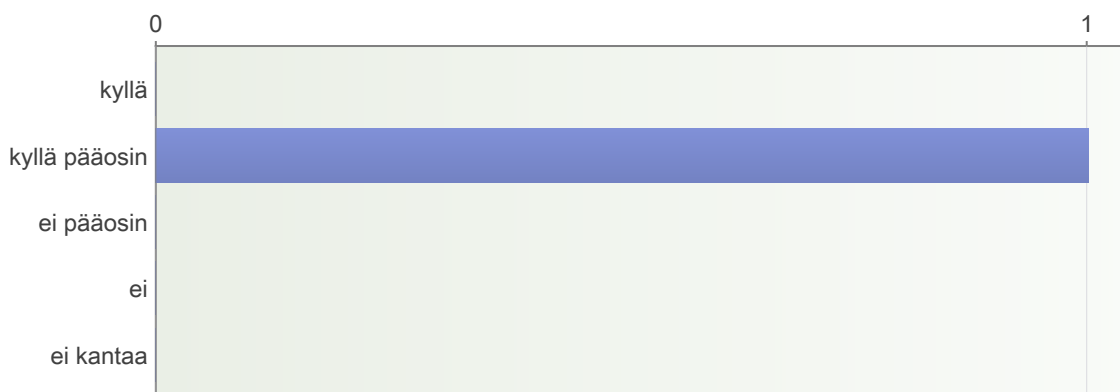 0 1
kyllä
kyllä pääosin
ei pääosin
ei
ei kantaa